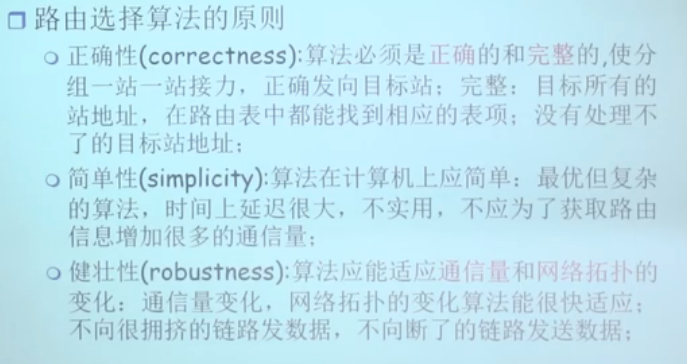 路由选择算法的原则
正确性(correctness):算法必须是正确的和完整的,使分
组一站一站接力，正确发向目标站；完整：目标所有的
站地址，在路由表中都能找到相应的表项；没有处理不
了的目标站地址；
简单性(simplicity):算法在计算机上应简单：最优但复杂
的算法，时间上延迟很大，不实用，不应为了获取路由
信息增加很多的通信量；
健壮性(robustness):算法应能适应通信量和网络拓扑的
变化：通信量变化，网络拓扑的变化算法能很快适应；
不向很拥挤的链路发数据，不向断了的链路发送数据；